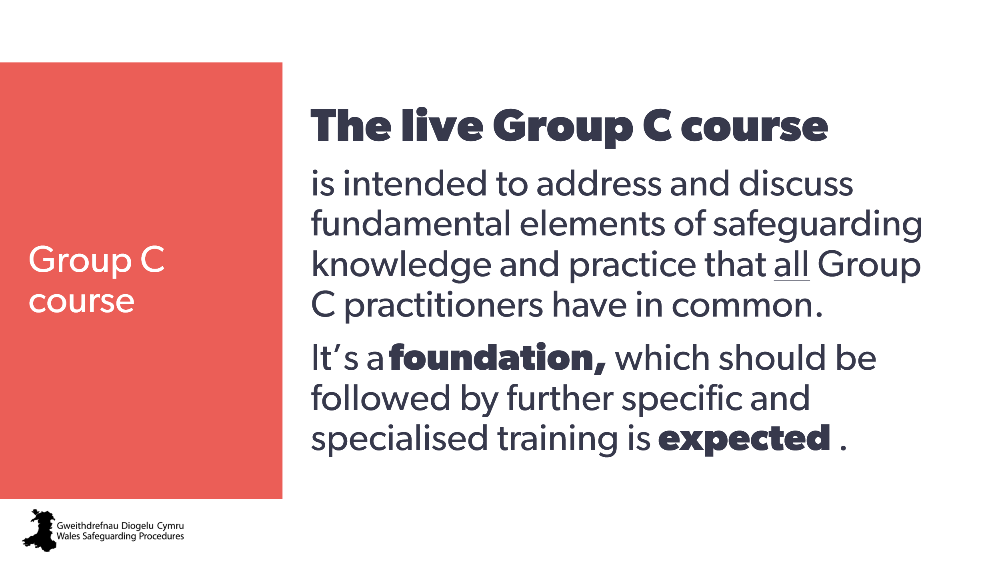 Group C
course
The live Group C course
is intended to address and discuss
fundamental elements of safeguarding
knowledge and practice that all Group
C practitioners have in common.
It’s a foundation, which should be
followed by further specific and
specialised training is expected .
Gweithdrefnau Diogelu Cymru
Wales Safeguarding Procedures